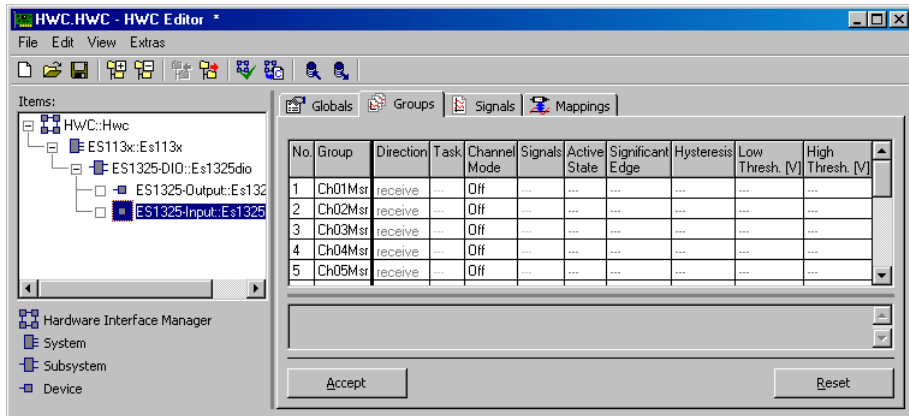 HWC.HWC - HWC Editor *
File Edit View Extras
Items:
HWC::Hwc
ES113x::Es113x
ES1325-DIO::Es1325dio
ES1325-Output::Es132
ES1325-Input::Es1325
Hardware Interface Manager
System
Subsystem
Device
Globals Groups Signals Mappings
No. Group Direction Task Channel Mode Signals Active State Significant Edge Hysteresis Low Thresh. [V] High Thresh. [V]
1 Ch01Msr receive --- Off --- --- --- --- --- ---
2 Ch02Msr receive --- Off --- --- --- --- --- ---
3 Ch03Msr receive --- Off --- --- --- --- --- ---
4 Ch04Msr receive --- Off --- --- --- --- --- ---
5 Ch05Msr receive --- Off --- --- --- --- --- ---
Accept Reset